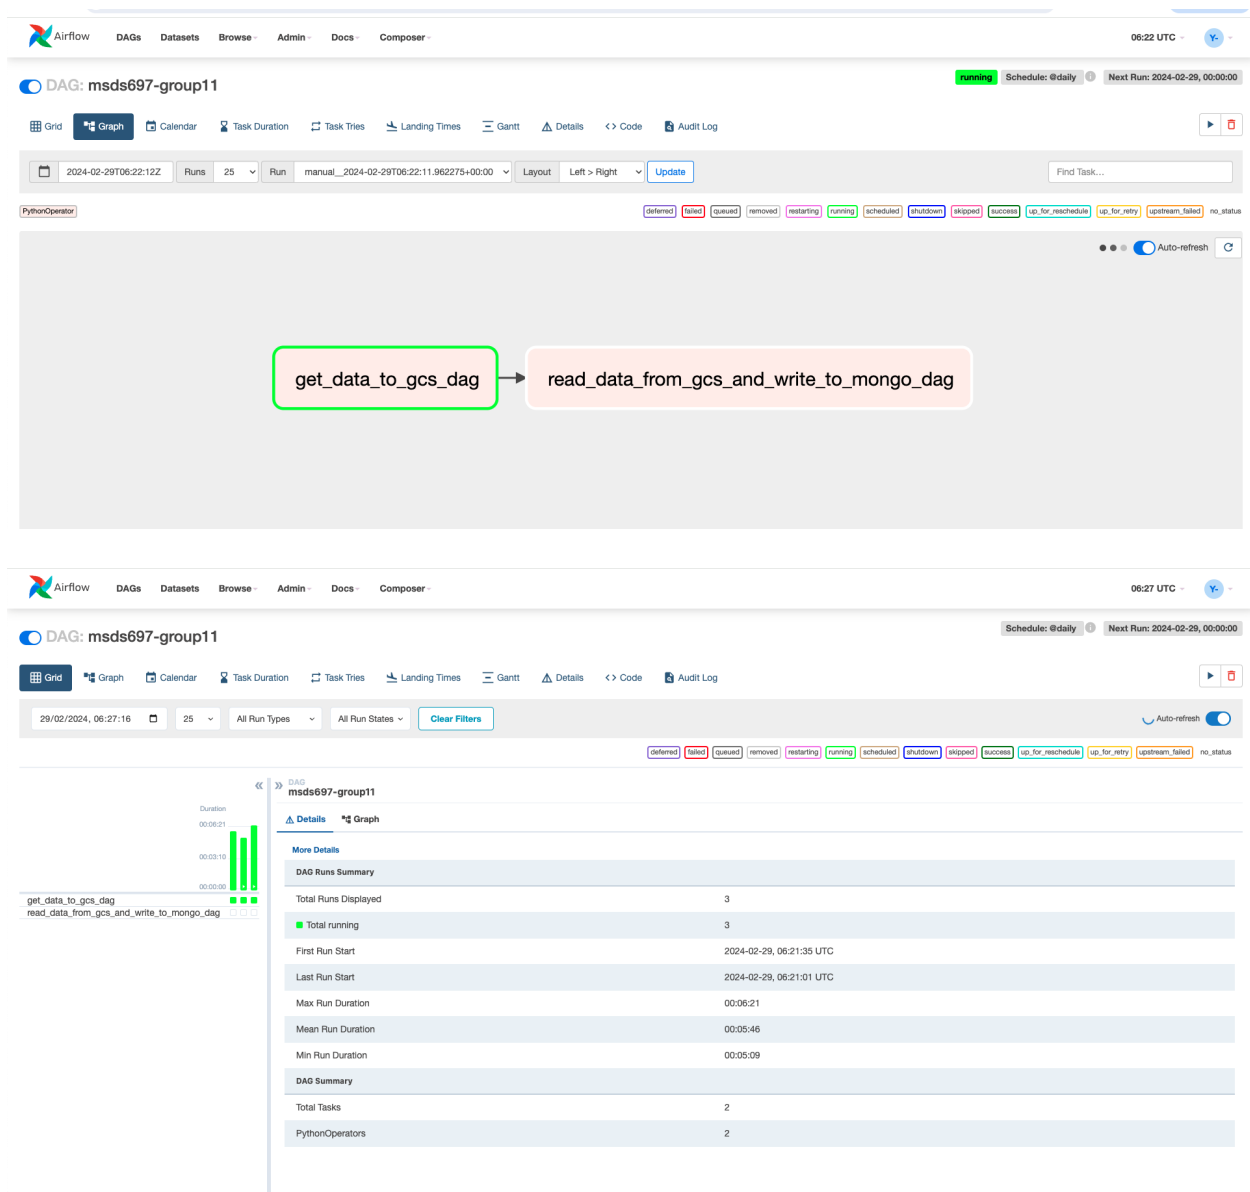 Airflow DAGs Datasets Browse Admin Docs Composer 06:22 UTC Y-
DAG: msds697-group11 running Schedule: @daily Next Run: 2024-02-29, 00:00:00
Grid Graph Calendar Task Duration Task Tries Landing Times Gantt Details <> Code Audit Log
2024-02-29T06:22:12Z Runs 25 Run manual__2024-02-29T06:22:11.962275+00:00 Layout Left > Right Update Find Task...
PythonOperator deferred failed queued removed restarting running scheduled shutdown skipped success up_for_reschedule up_for_retry upstream_failed no_status
Auto-refresh
get_data_to_gcs_dag read_data_from_gcs_and_write_to_mongo_dag
Airflow DAGs Datasets Browse Admin Docs Composer 06:27 UTC Y-
DAG: msds697-group11 Schedule: @daily Next Run: 2024-02-29, 00:00:00
Grid Graph Calendar Task Duration Task Tries Landing Times Gantt Details <> Code Audit Log
29/02/2024, 06:27:16 25 All Run Types All Run States Clear Filters Auto-refresh
deferred failed queued removed restarting running scheduled shutdown skipped success up_for_reschedule up_for_retry upstream_failed no_status
« » DAG
msds697-group11
Duration
00:06:21
00:03:10
00:00:00
get_data_to_gcs_dag
read_data_from_gcs_and_write_to_mongo_dag
Details Graph
More Details
DAG Runs Summary
Total Runs Displayed 3
Total running 3
First Run Start 2024-02-29, 06:21:35 UTC
Last Run Start 2024-02-29, 06:21:01 UTC
Max Run Duration 00:06:21
Mean Run Duration 00:05:46
Min Run Duration 00:05:09
DAG Summary
Total Tasks 2
PythonOperators 2